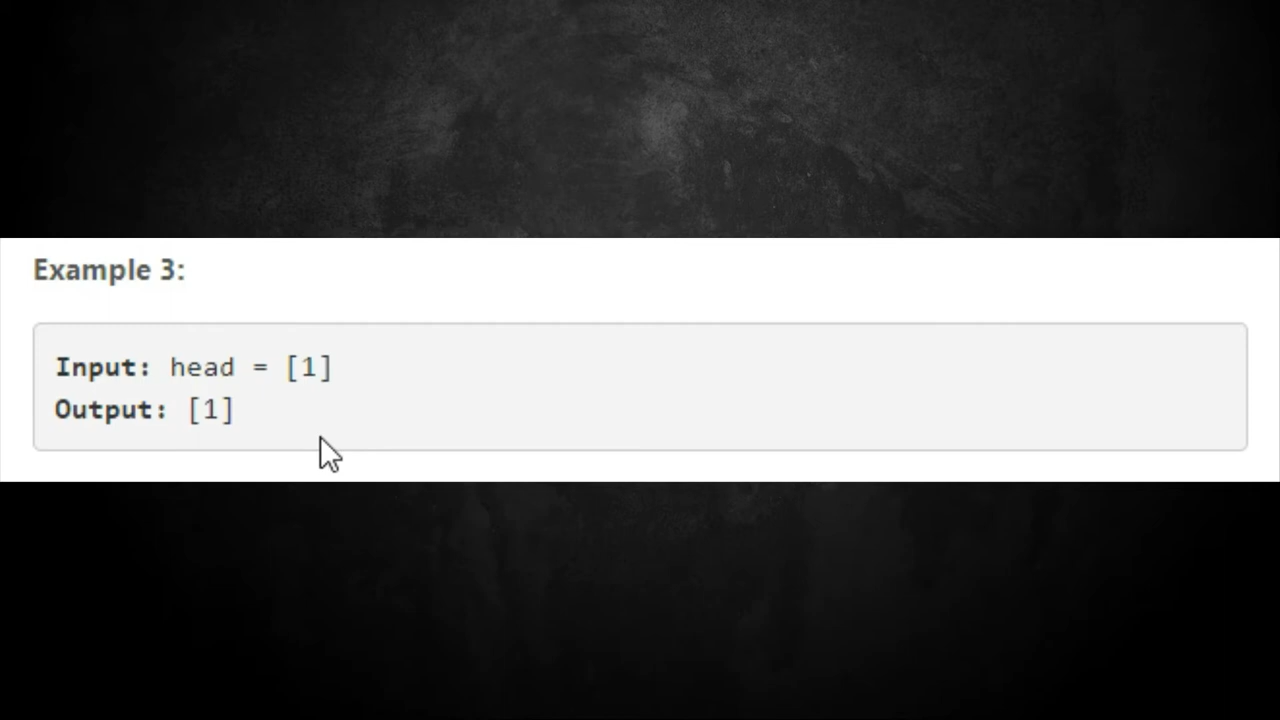 Example 3:
Input: head = [1]
Output: [1]